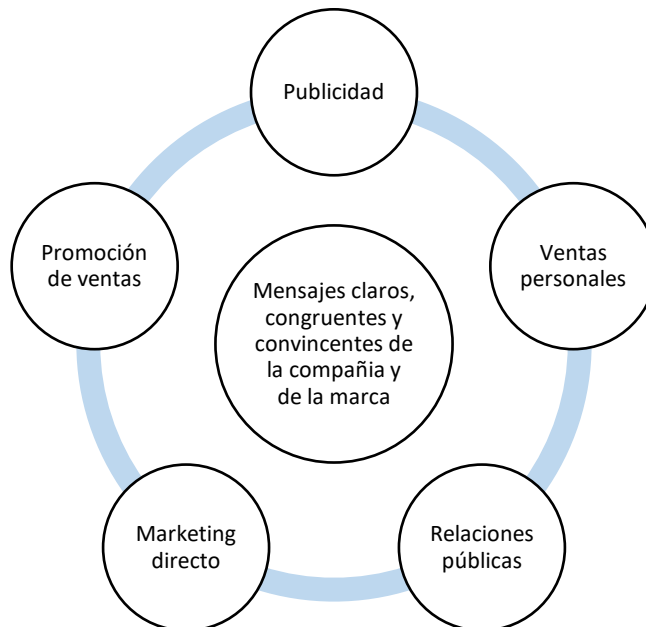 Publicidad
Promoción
de ventas
Ventas
personales
Mensajes claros,
congruentes y
convincentes de
la compañia y
de la marca
Marketing
directo
Relaciones
públicas